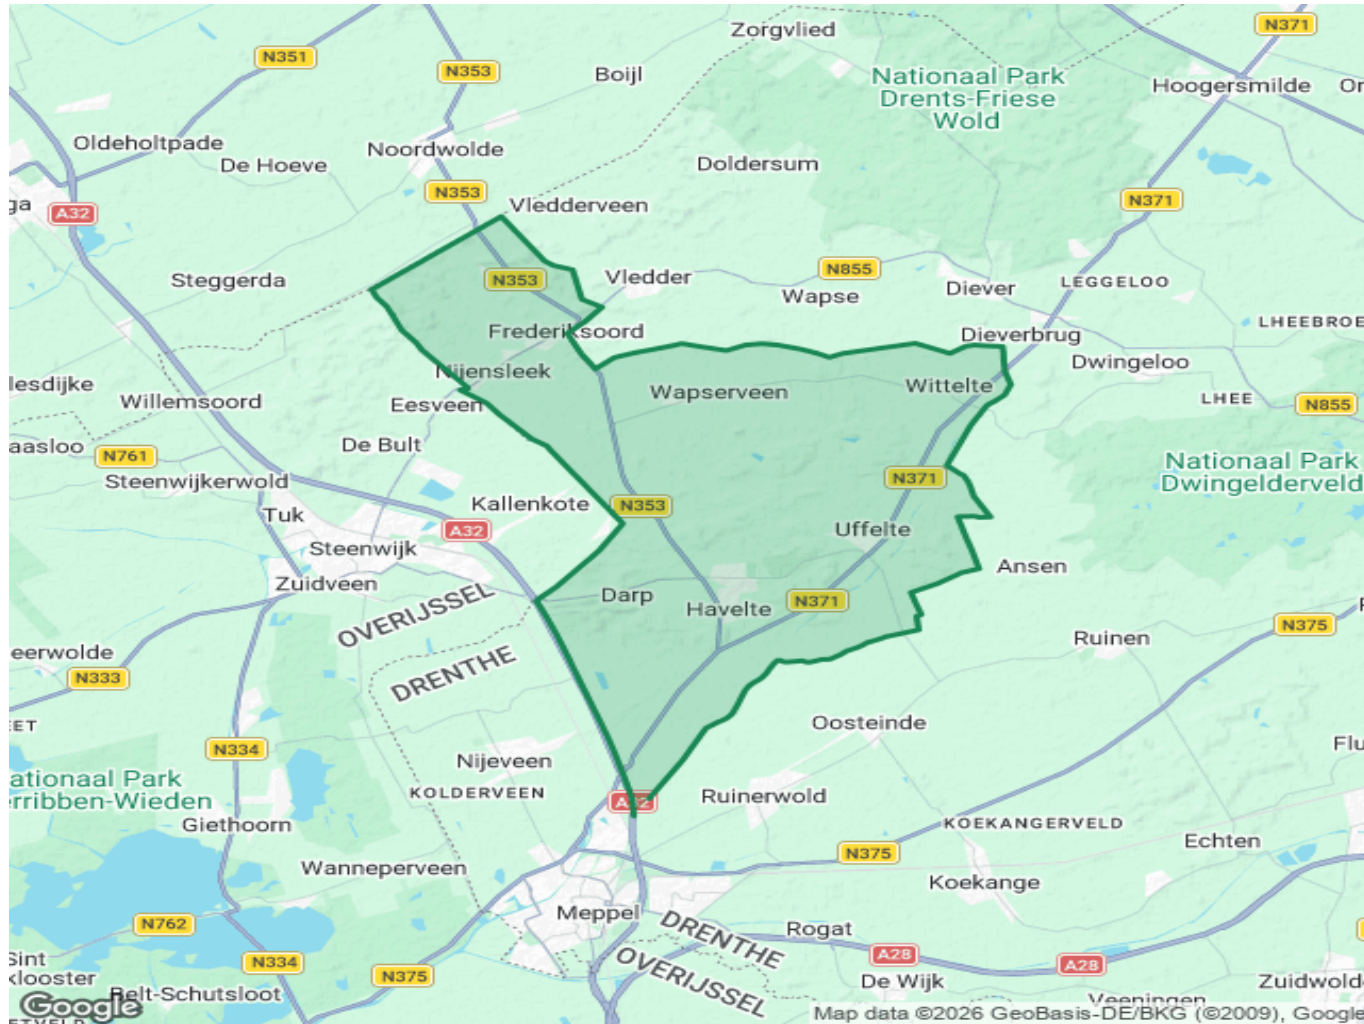 Zorgvlied
N371
N351
N353
Boijl
Nationaal Park
Drents-Friese
Wold
Hoogersmilde
Oldeholtpade
De Hoeve
Noordwolde
Doldersum
N353
N371
A32
Vledderveen
Steggerda
N353
Vledder
N855
Wapse
Diever
LEGGELOO
Frederiksoord
Dieverbrug
Nijensleek
Wapserveen
Wittelte
Dwingeloo
Willemsoord
Eesveen
LHEE
N855
De Bult
N761
Steenwijkerwold
Nationaal Park
Dwingelderveld
N371
Kallenkote
N353
Tuk
A32
Uffelte
Steenwijk
Zuidveen
Ansen
Darp
Havelte
N371
OVERIJSSEL
DRENTHE
Ruinen
N375
N333
Oosteinde
N334
Nijeveen
KOLDERVEEN
A32
Ruinerwold
Giethoorn
KOEKANGERVELD
Echten
Wanneperveen
N375
Koekange
Meppel
N762
DRENTHE
OVERIJSSEL
Rogat
A28
A28
N334
N375
De Wijk
Belt-Schutsloot
Veeningen
Google
Map data ©2026 GeoBasis-DE/BKG (©2009), Google